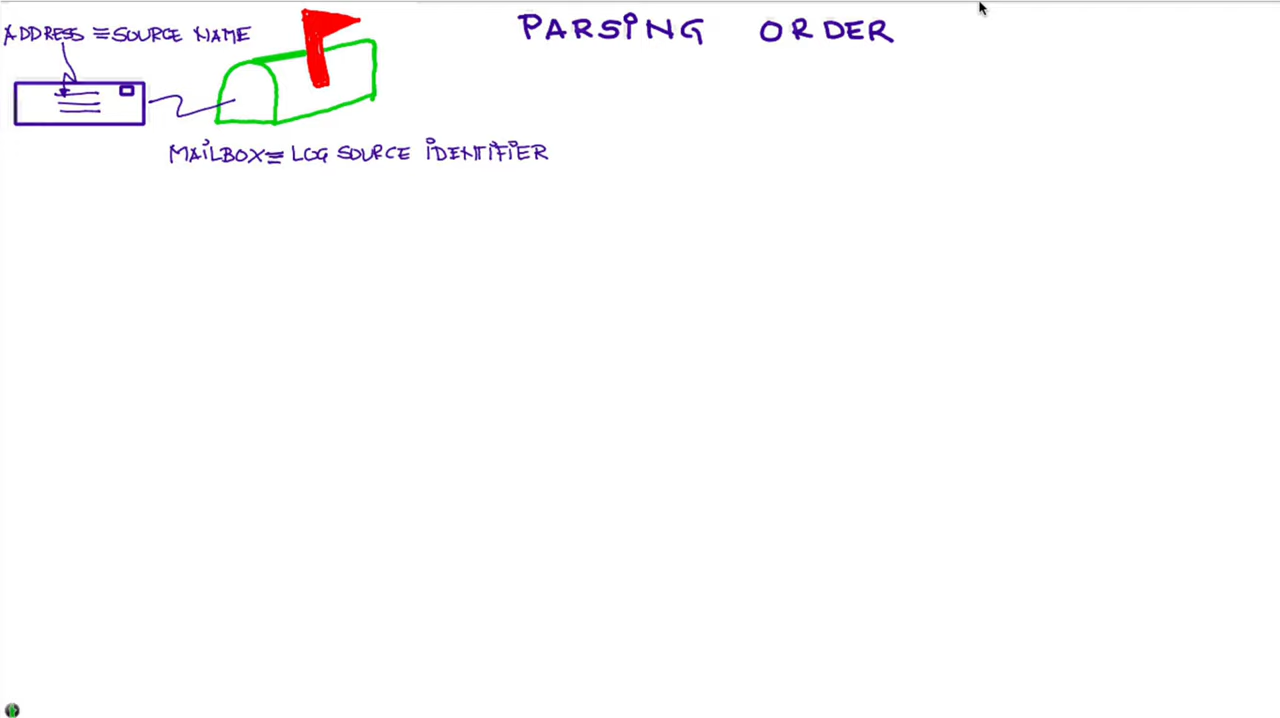 PARSING ORDER
ADDRESS ≡ SOURCE NAME
MAILBOX ≡ LOG SOURCE IDENTIFIER